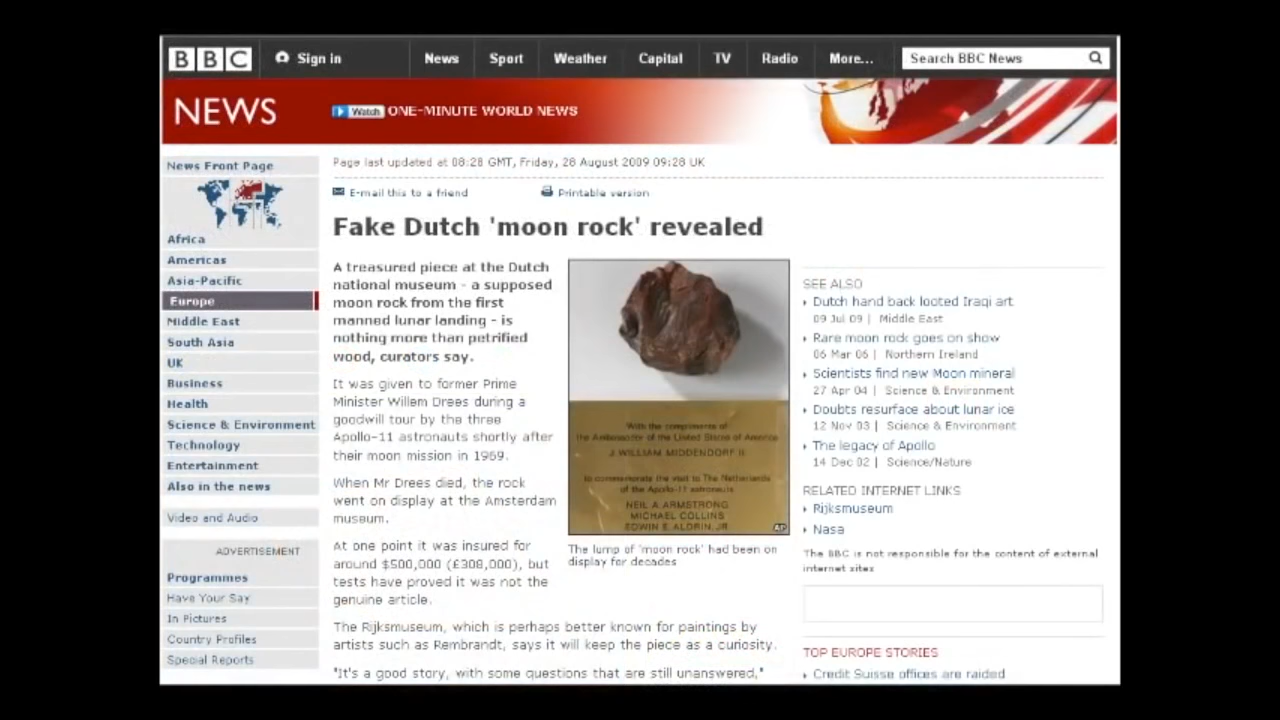 BBC Sign in News Sport Weather Capital TV Radio More... Search BBC News
NEWS Watch ONE-MINUTE WORLD NEWS
News Front Page
Africa
Americas
Asia-Pacific
Europe
Middle East
South Asia
UK
Business
Health
Science & Environment
Technology
Entertainment
Also in the news
Video and Audio
ADVERTISEMENT
Programmes
Have Your Say
In Pictures
Country Profiles
Special Reports
Page last updated at 08:28 GMT, Friday, 28 August 2009 09:28 UK
E-mail this to a friend Printable version
Fake Dutch 'moon rock' revealed
A treasured piece at the Dutch
national museum - a supposed
moon rock from the first
manned lunar landing - is
nothing more than petrified
wood, curators say.
It was given to former Prime
Minister Willem Drees during a
goodwill tour by the three
Apollo-11 astronauts shortly after
their moon mission in 1969.
When Mr Drees died, the rock
went on display at the Amsterdam
museum.
At one point it was insured for
around $500,000 (£308,000), but
tests have proved it was not the
genuine article.
The Rijksmuseum, which is perhaps better known for paintings by
artists such as Rembrandt, says it will keep the piece as a curiosity.
"It's a good story, with some questions that are still unanswered,"
With the compliments of
the Ambassador of the United States of America
J. WILLIAM MIDDENDORF II
to commemorate the visit to The Netherlands
of the Apollo-11 astronauts
NEIL A. ARMSTRONG
MICHAEL COLLINS
EDWIN E. ALDRIN, JR
AP
The lump of 'moon rock' had been on
display for decades
SEE ALSO
Dutch hand back looted Iraqi art
09 Jul 09 | Middle East
Rare moon rock goes on show
06 Mar 06 | Northern Ireland
Scientists find new Moon mineral
27 Apr 04 | Science & Environment
Doubts resurface about lunar ice
12 Nov 03 | Science & Environment
The legacy of Apollo
14 Dec 02 | Science/Nature
RELATED INTERNET LINKS
Rijksmuseum
Nasa
The BBC is not responsible for the content of external
internet sites
TOP EUROPE STORIES
Credit Suisse offices are raided